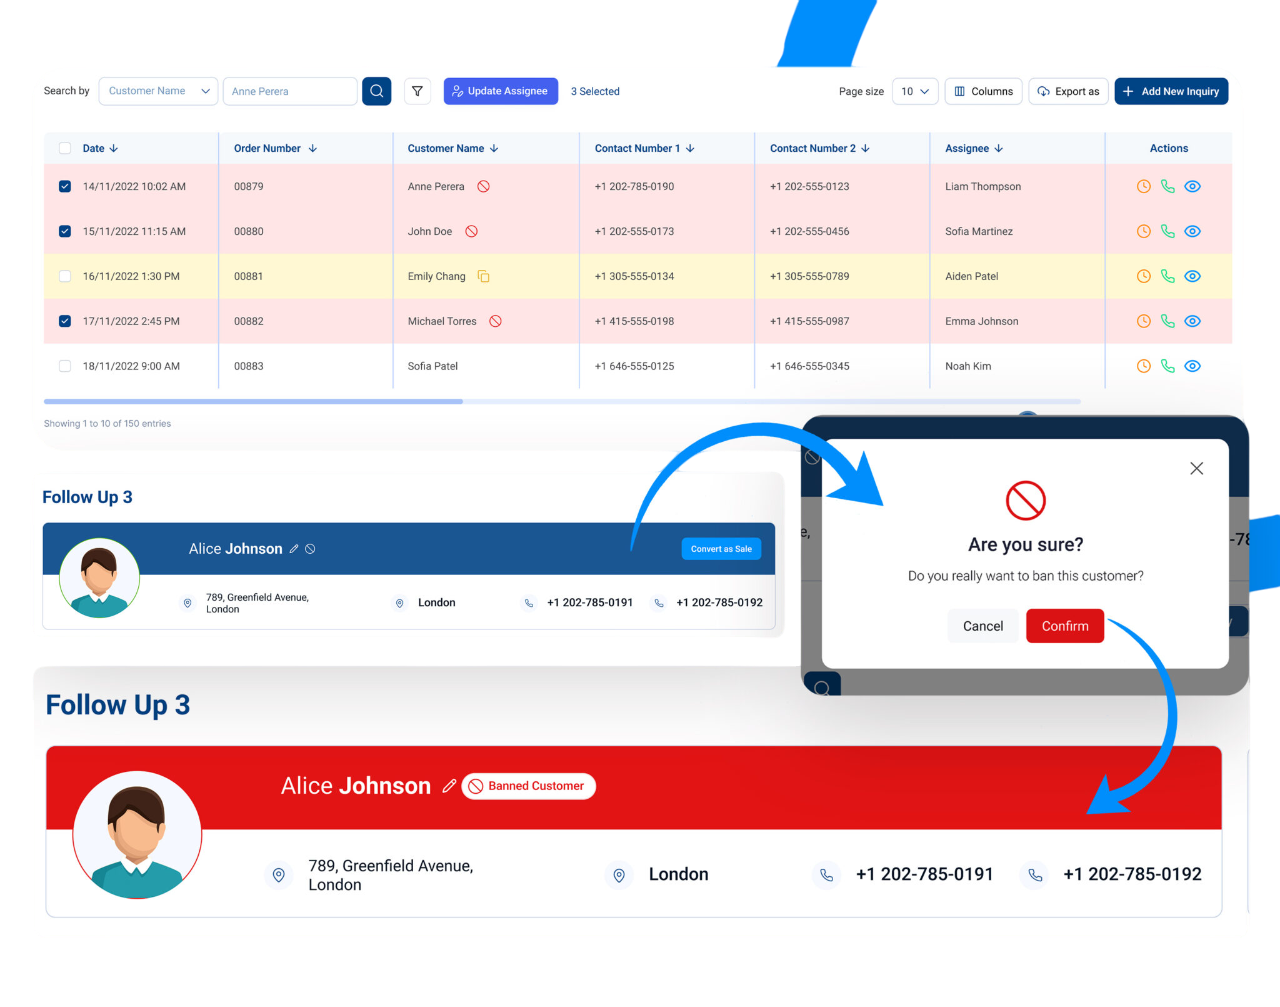 Search by Customer Name Anne Perera Update Assignee 3 Selected Page size 10 Columns Export as Add New Inquiry
Date Order Number Customer Name Contact Number 1 Contact Number 2 Assignee Actions
14/11/2022 10:02 AM 00879 Anne Perera +1 202-785-0190 +1 202-555-0123 Liam Thompson
15/11/2022 11:15 AM 00880 John Doe +1 202-555-0173 +1 202-555-0456 Sofia Martinez
16/11/2022 1:30 PM 00881 Emily Chang +1 305-555-0134 +1 305-555-0789 Aiden Patel
17/11/2022 2:45 PM 00882 Michael Torres +1 415-555-0198 +1 415-555-0987 Emma Johnson
18/11/2022 9:00 AM 00883 Sofia Patel +1 646-555-0125 +1 646-555-0345 Noah Kim
Showing 1 to 10 of 150 entries
Follow Up 3
Alice Johnson Convert as Sale
789, Greenfield Avenue,
London
London +1 202-785-0191 +1 202-785-0192
Are you sure?
Do you really want to ban this customer?
Cancel Confirm
Follow Up 3
Alice Johnson Banned Customer
789, Greenfield Avenue,
London
London +1 202-785-0191 +1 202-785-0192